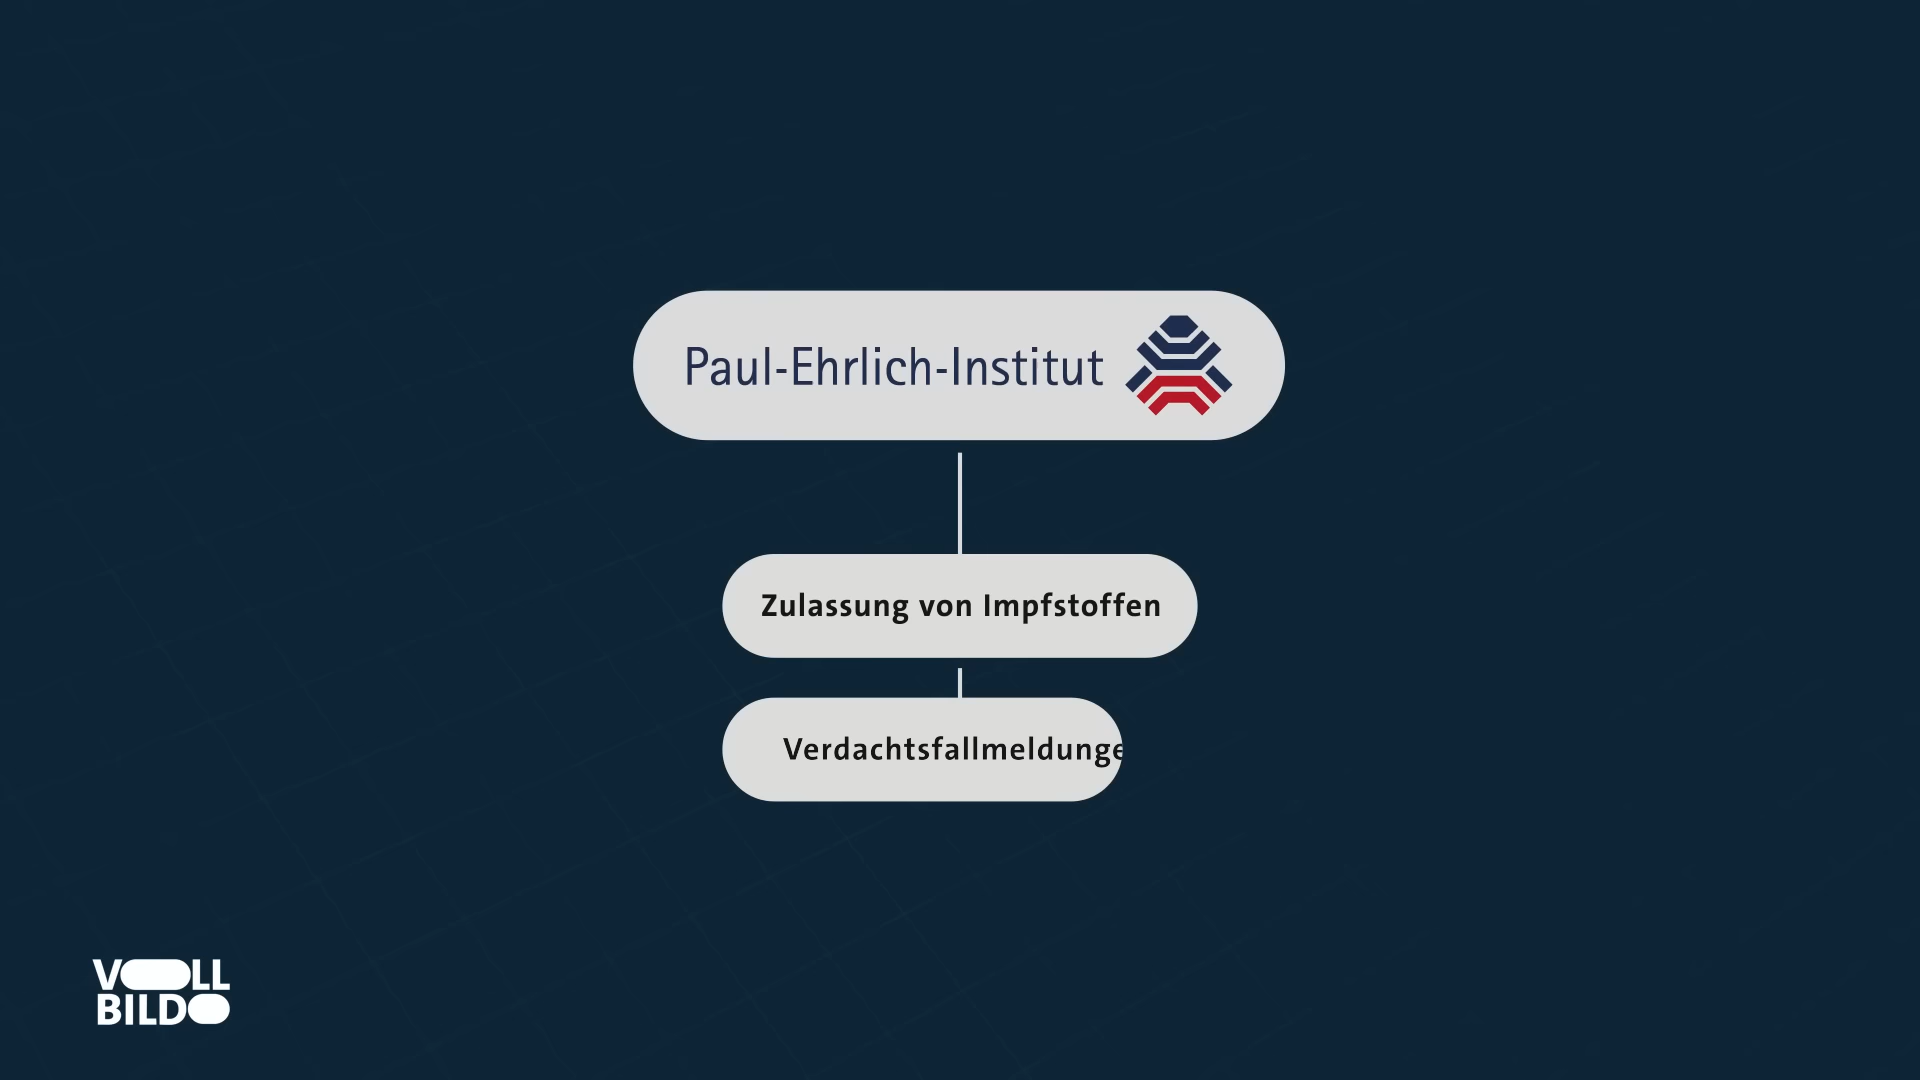 Paul-Ehrlich-Institut
Zulassung von Impfstoffen
Verdachtsfallmeldunge
VOLL
BILD